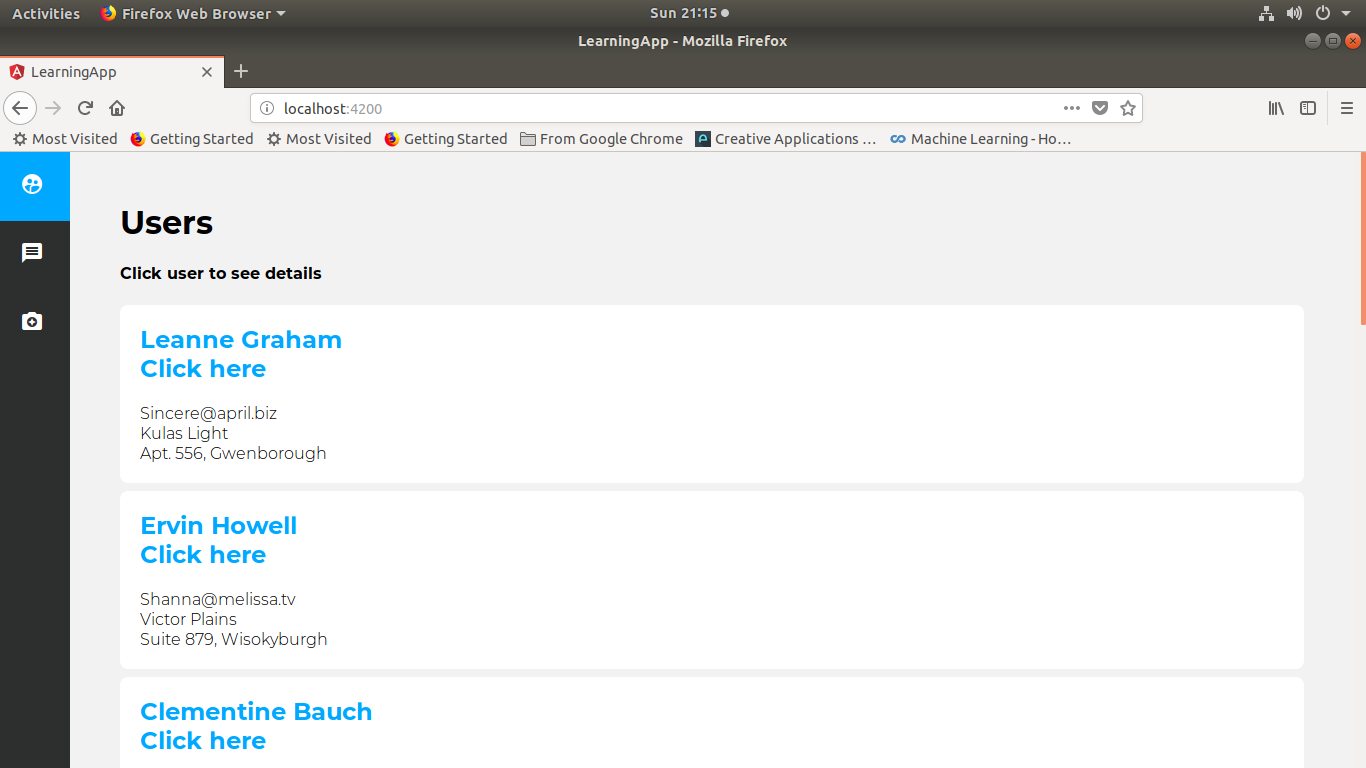 Activities Firefox Web Browser Sun 21:15
LearningApp - Mozilla Firefox
LearningApp
localhost:4200
Most Visited Getting Started Most Visited Getting Started From Google Chrome Creative Applications ... Machine Learning - Ho...
Users
Click user to see details
Leanne Graham
Click here
Sincere@april.biz
Kulas Light
Apt. 556, Gwenborough
Ervin Howell
Click here
Shanna@melissa.tv
Victor Plains
Suite 879, Wisokyburgh
Clementine Bauch
Click here